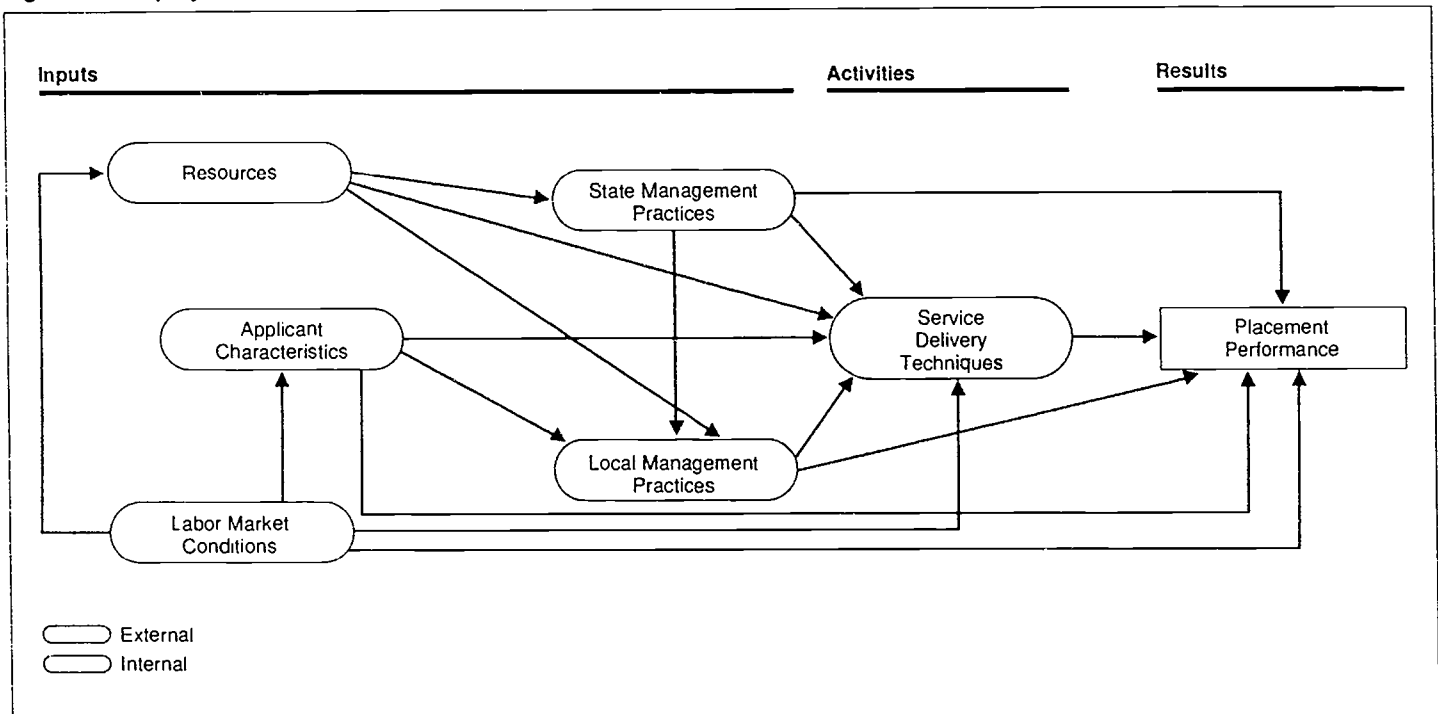 Inputs
Activities
Results
Resources
State Management
Practices
Applicant
Characteristics
Service
Delivery
Techniques
Placement
Performance
Local Management
Practices
Labor Market
Conditions
External
Internal